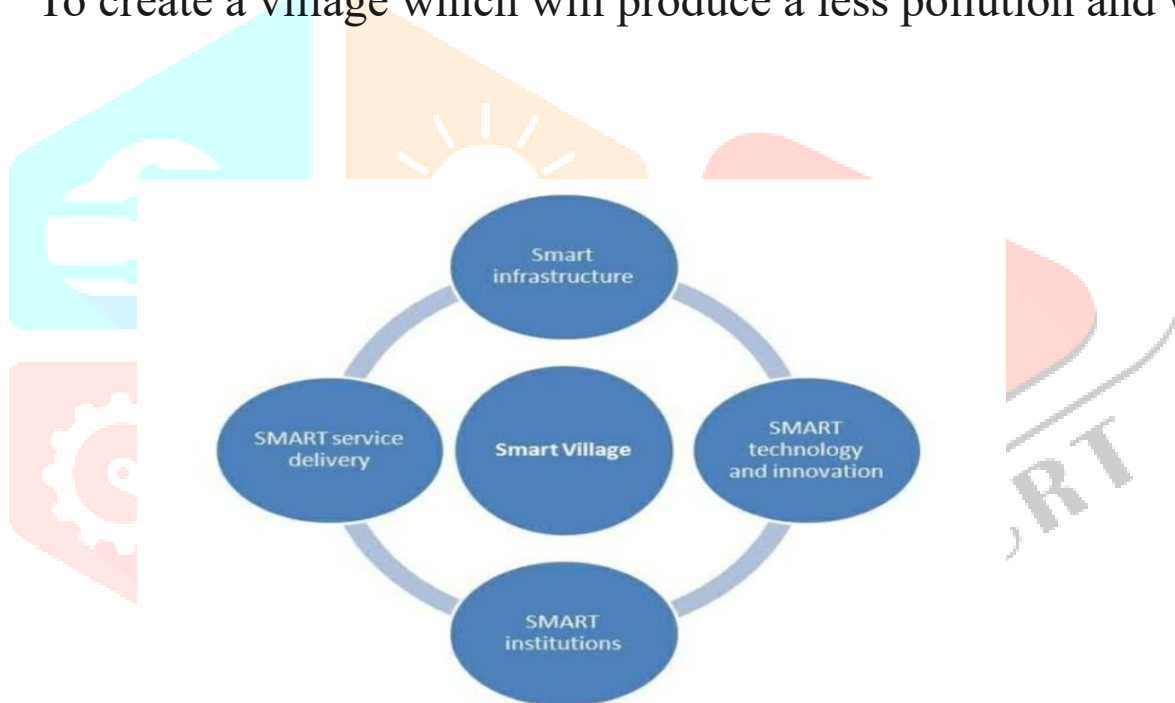 To create a village which will produce a less pollution and
Smart
infrastructure
SMART service
delivery
Smart Village
SMART
technology
and innovation
SMART
institutions
RT